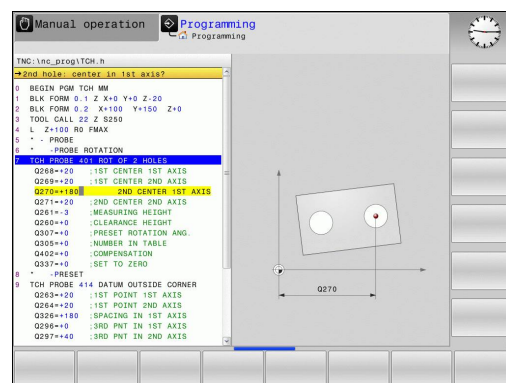 Manual operation
Programming
Programming
TNC:\nc_prog\TCH.h
→2nd hole: center in 1st axis?
0 BEGIN PGM TCH MM
1 BLK FORM 0.1 Z X+0 Y+0 Z-20
2 BLK FORM 0.2 X+100 Y+150 Z+0
3 TOOL CALL 22 Z S250
4 L Z+100 R0 FMAX
5 * - PROBE
6 * -PROBE ROTATION
7 TCH PROBE 401 ROT OF 2 HOLES
Q268=+20 ;1ST CENTER 1ST AXIS
Q269=+20 ;1ST CENTER 2ND AXIS
Q270=+180 2ND CENTER 1ST AXIS
Q271=+20 ;2ND CENTER 2ND AXIS
Q261=-3 ;MEASURING HEIGHT
Q260=+0 ;CLEARANCE HEIGHT
Q307=+0 ;PRESET ROTATION ANG.
Q305=+0 ;NUMBER IN TABLE
Q402=+0 ;COMPENSATION
Q337=+0 ;SET TO ZERO
8 * -PRESET
9 TCH PROBE 414 DATUM OUTSIDE CORNER
Q263=+20 ;1ST POINT 1ST AXIS
Q264=+20 ;1ST POINT 2ND AXIS
Q326=+180 ;SPACING IN 1ST AXIS
Q296=+0 ;3RD PNT IN 1ST AXIS
Q297=+40 ;3RD PNT IN 2ND AXIS
Q270